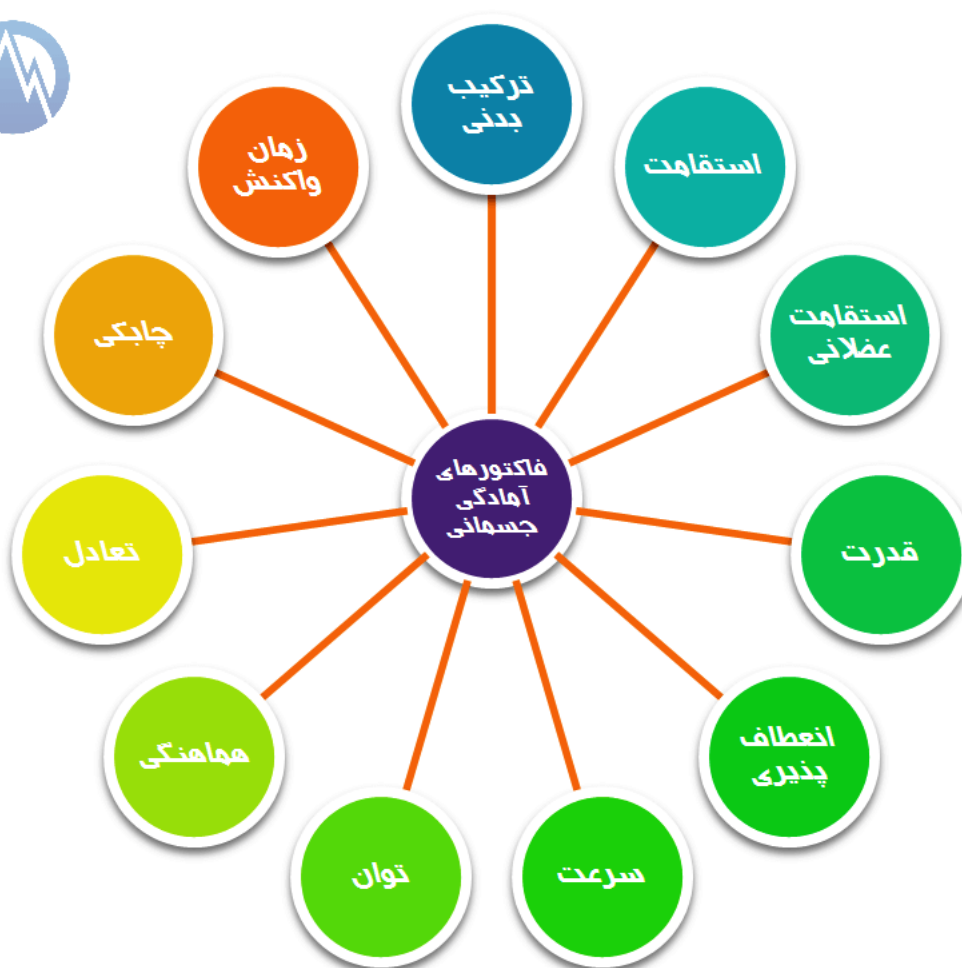 ترکیب
بدنی
استقامت
استقامت
عضلانی
قدرت
انعطاف
پذیری
سرعت
توان
هماهنگی
تعادل
چابکی
زمان
واکنش
فاکتورهای
آمادگی
جسمانی